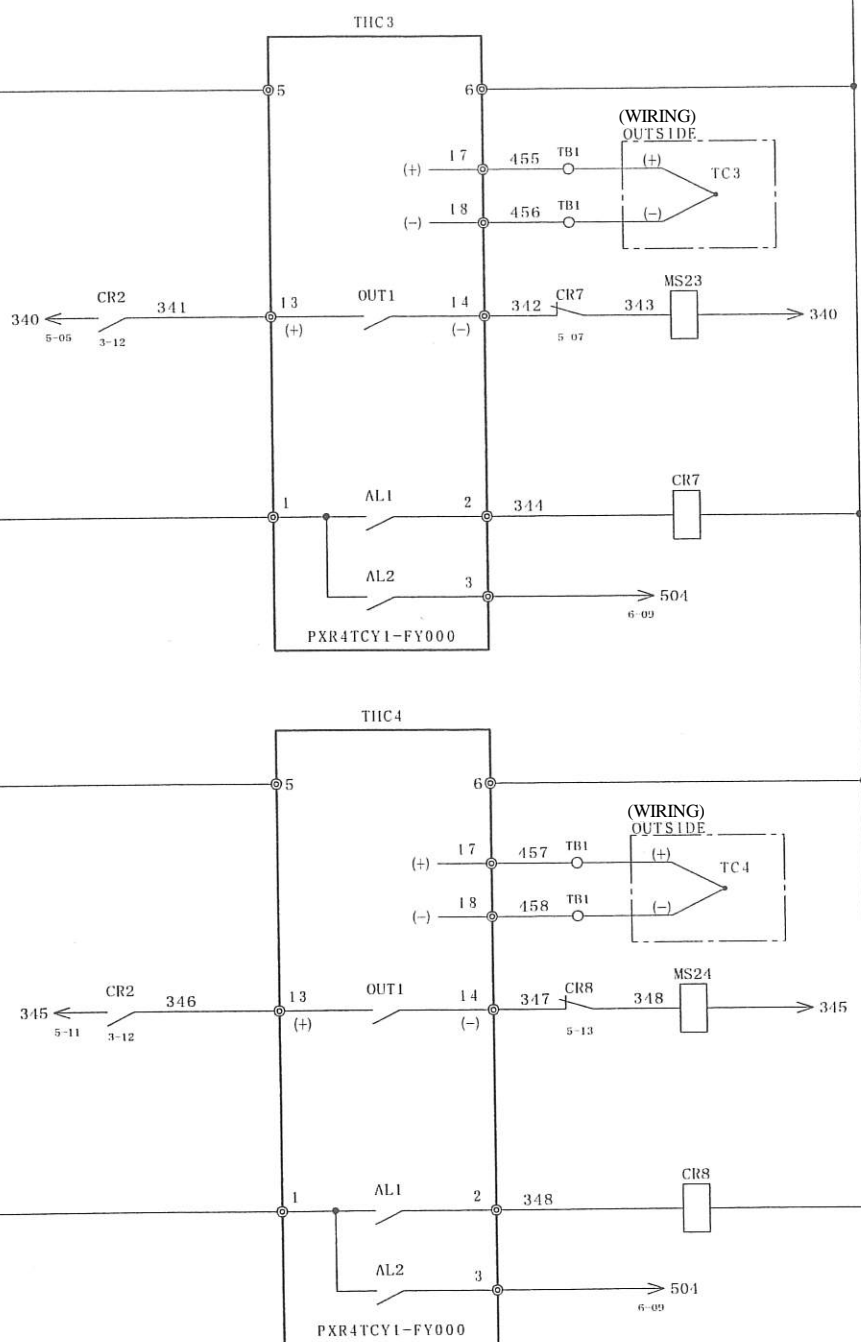 THC3
5 6
(WIRING)
OUTSIDE
(+) 17 455 TB1 (+) TC3
(-) 18 456 TB1 (-)
340 CR2 341 13 OUT1 14 342 CR7 343 MS23 340
5-05 3-12 (+) (-) 5-07
1 AL1 2 344 CR7
AL2 3 504
6-09
PXR4TCY1-FY000
THC4
5 6
(WIRING)
OUTSIDE
(+) 17 457 TB1 (+) TC4
(-) 18 458 TB1 (-)
345 CR2 346 13 OUT1 14 347 CR8 348 MS24 345
5-11 3-12 (+) (-) 5-13
1 AL1 2 348 CR8
AL2 3 504
6-09
PXR4TCY1-FY000